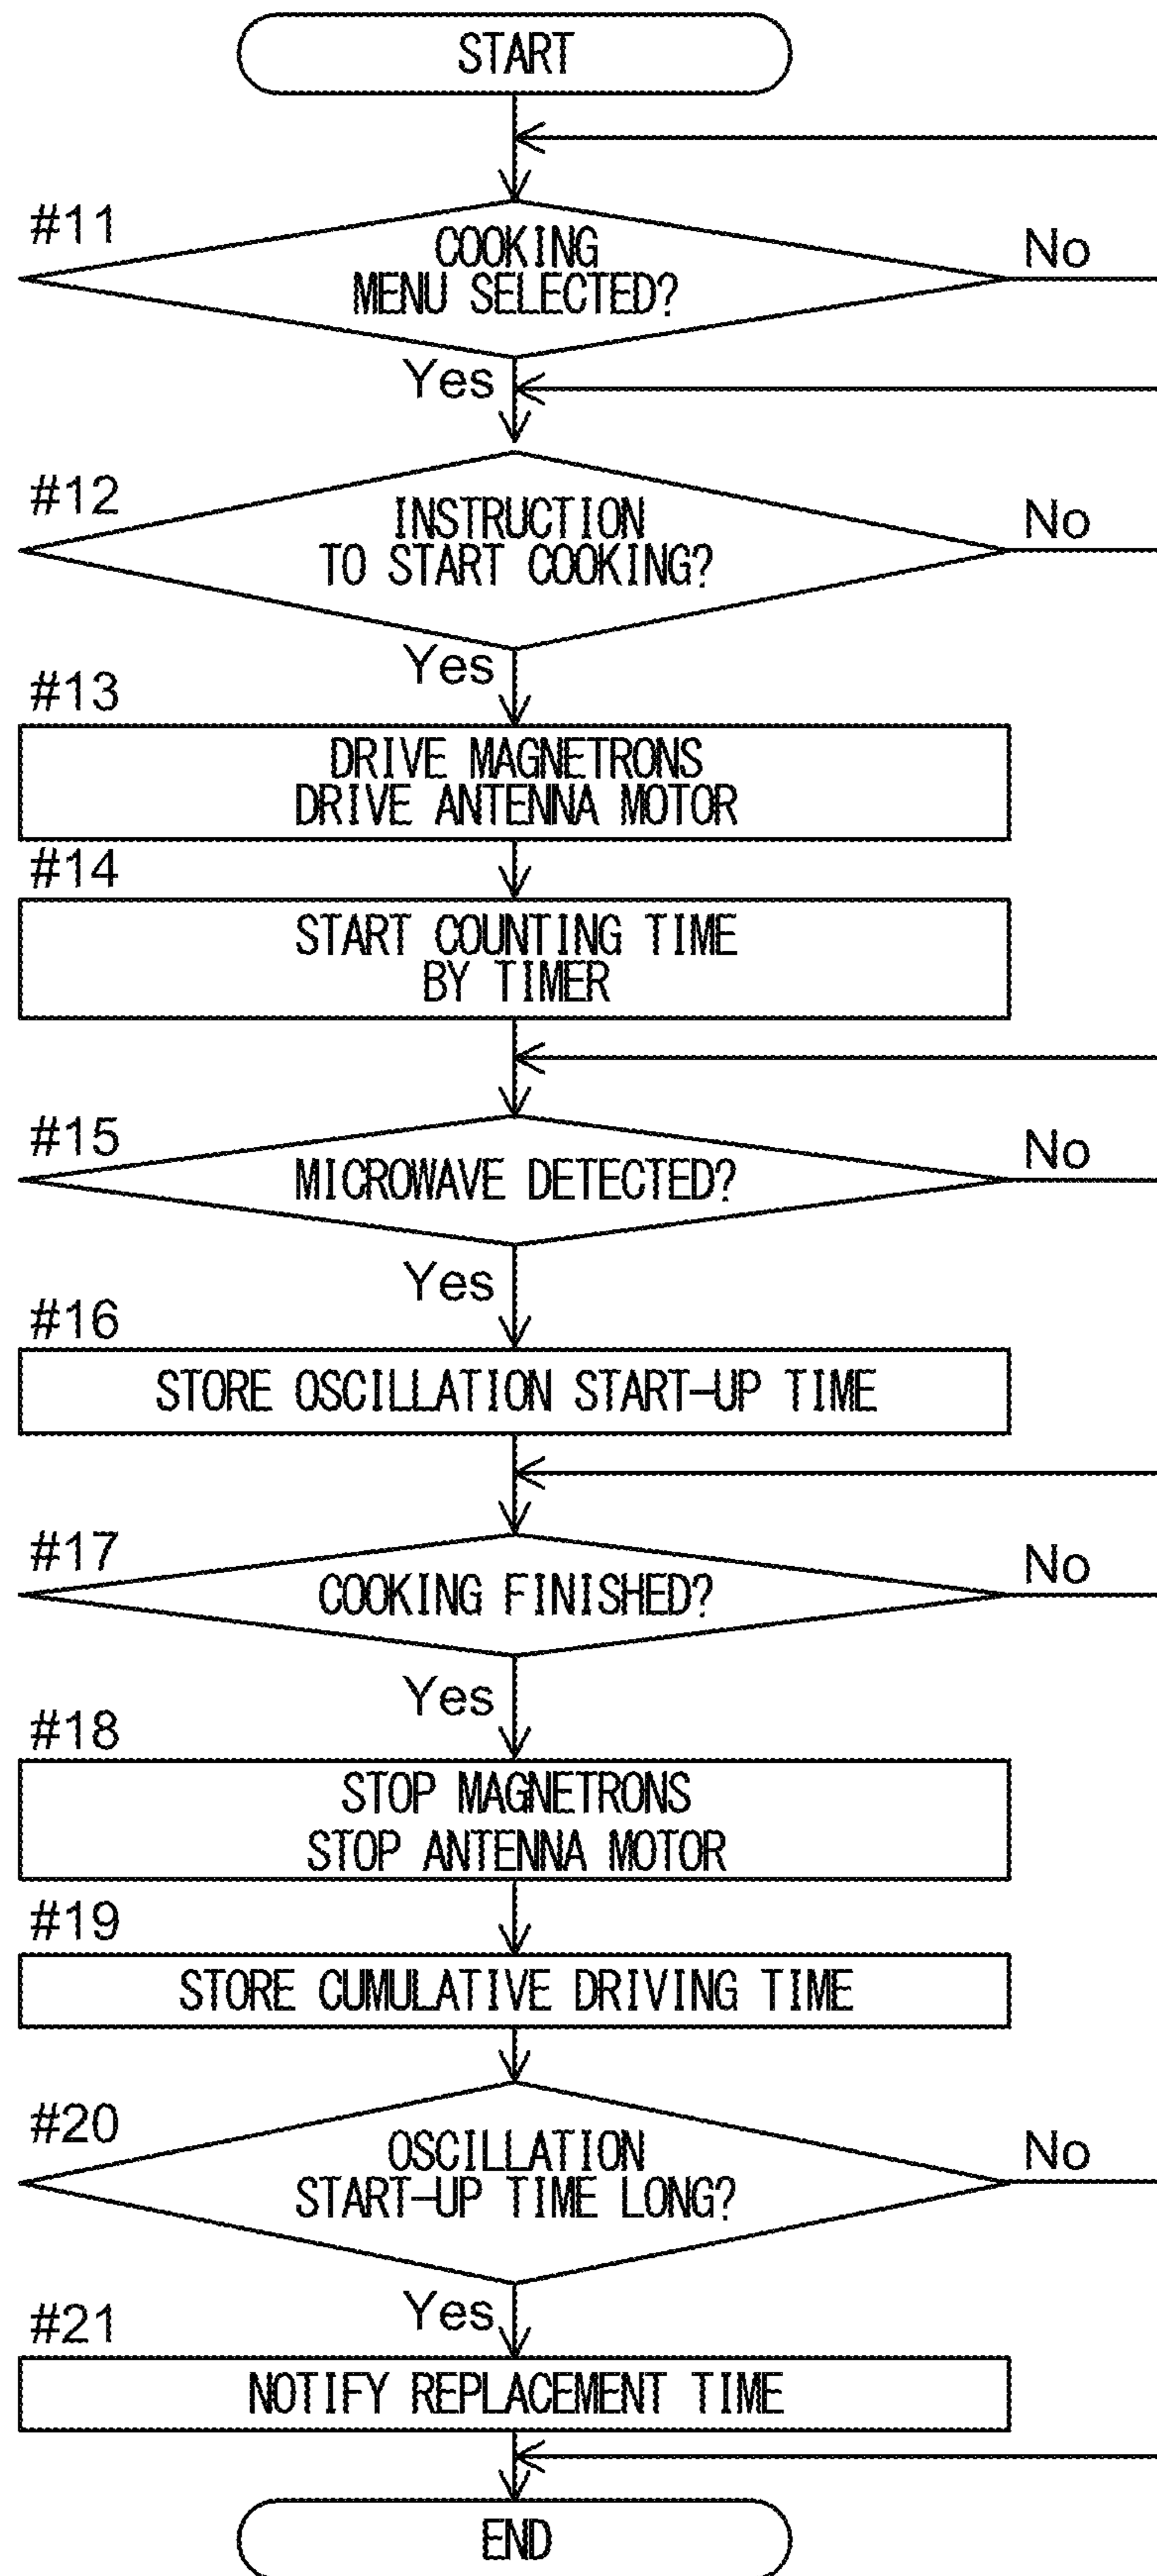 START
#11
COOKING
MENU SELECTED?
No
Yes
#12
INSTRUCTION
TO START COOKING?
No
Yes
#13
DRIVE MAGNETRONS
DRIVE ANTENNA MOTOR
#14
START COUNTING TIME
BY TIMER
#15
MICROWAVE DETECTED?
No
Yes
#16
STORE OSCILLATION START-UP TIME
#17
COOKING FINISHED?
No
Yes
#18
STOP MAGNETRONS
STOP ANTENNA MOTOR
#19
STORE CUMULATIVE DRIVING TIME
#20
OSCILLATION
START-UP TIME LONG?
No
Yes
#21
NOTIFY REPLACEMENT TIME
END